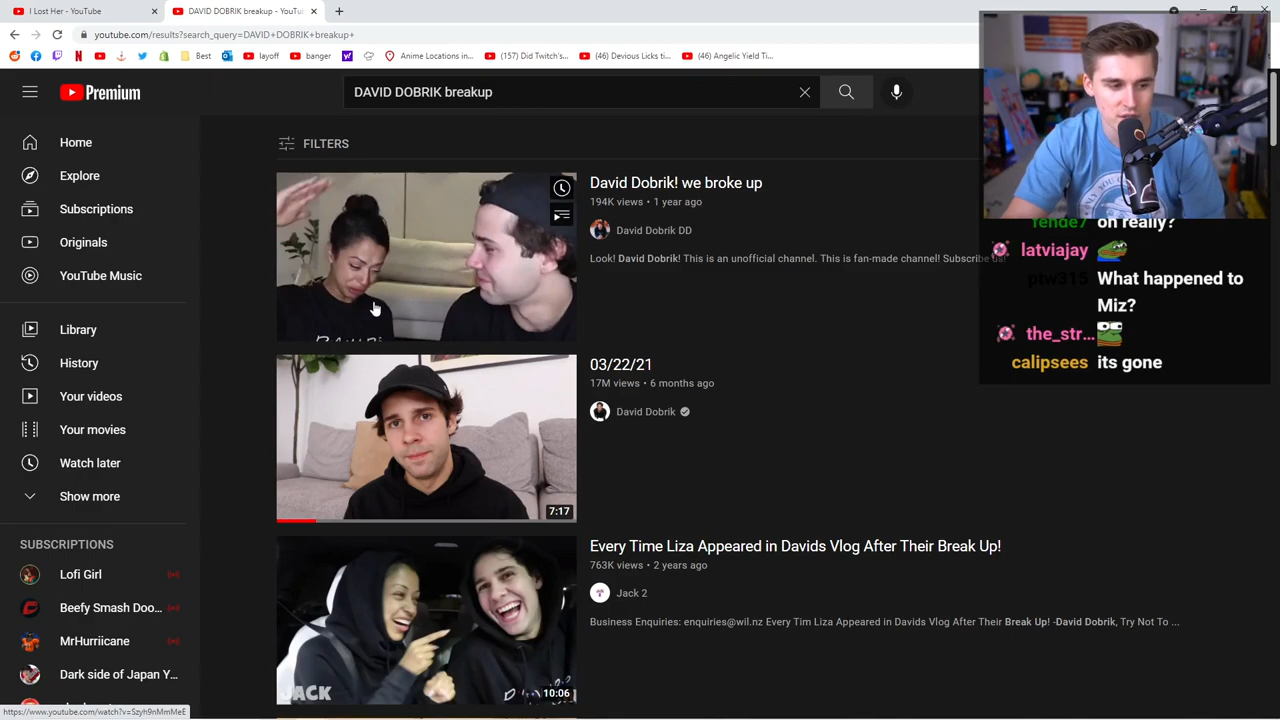 I Lost Her - YouTube
DAVID DOBRIK breakup - YouTu
youtube.com/results?search_query=DAVID+DOBRIK+breakup+
Best
layoff
banger
Anime Locations in...
(157) Did Twitch's...
(46) Devious Licks ti...
(46) Angelic Yield Ti...
Premium
DAVID DOBRIK breakup
Home
Explore
Subscriptions
Originals
YouTube Music
Library
History
Your videos
Your movies
Watch later
Show more
SUBSCRIPTIONS
Lofi Girl
Beefy Smash Doo...
MrHurriicane
Dark side of Japan Y...
FILTERS
David Dobrik! we broke up
194K views • 1 year ago
David Dobrik DD
Look! David Dobrik! This is an unofficial channel. This is fan-made channel! Subscribe us!
03/22/21
17M views • 6 months ago
David Dobrik
7:17
Every Time Liza Appeared in Davids Vlog After Their Break Up!
763K views • 2 years ago
Jack 2
Business Enquiries: enquiries@wil.nz Every Tim Liza Appeared in Davids Vlog After Their Break Up! -David Dobrik, Try Not To ...
JACK
10:06
fende7 oh really?
latviajay
ptw315 What happened to
Miz?
the_str...
calipsees its gone
https://www.youtube.com/watch?v=Szyh9nMmMeE